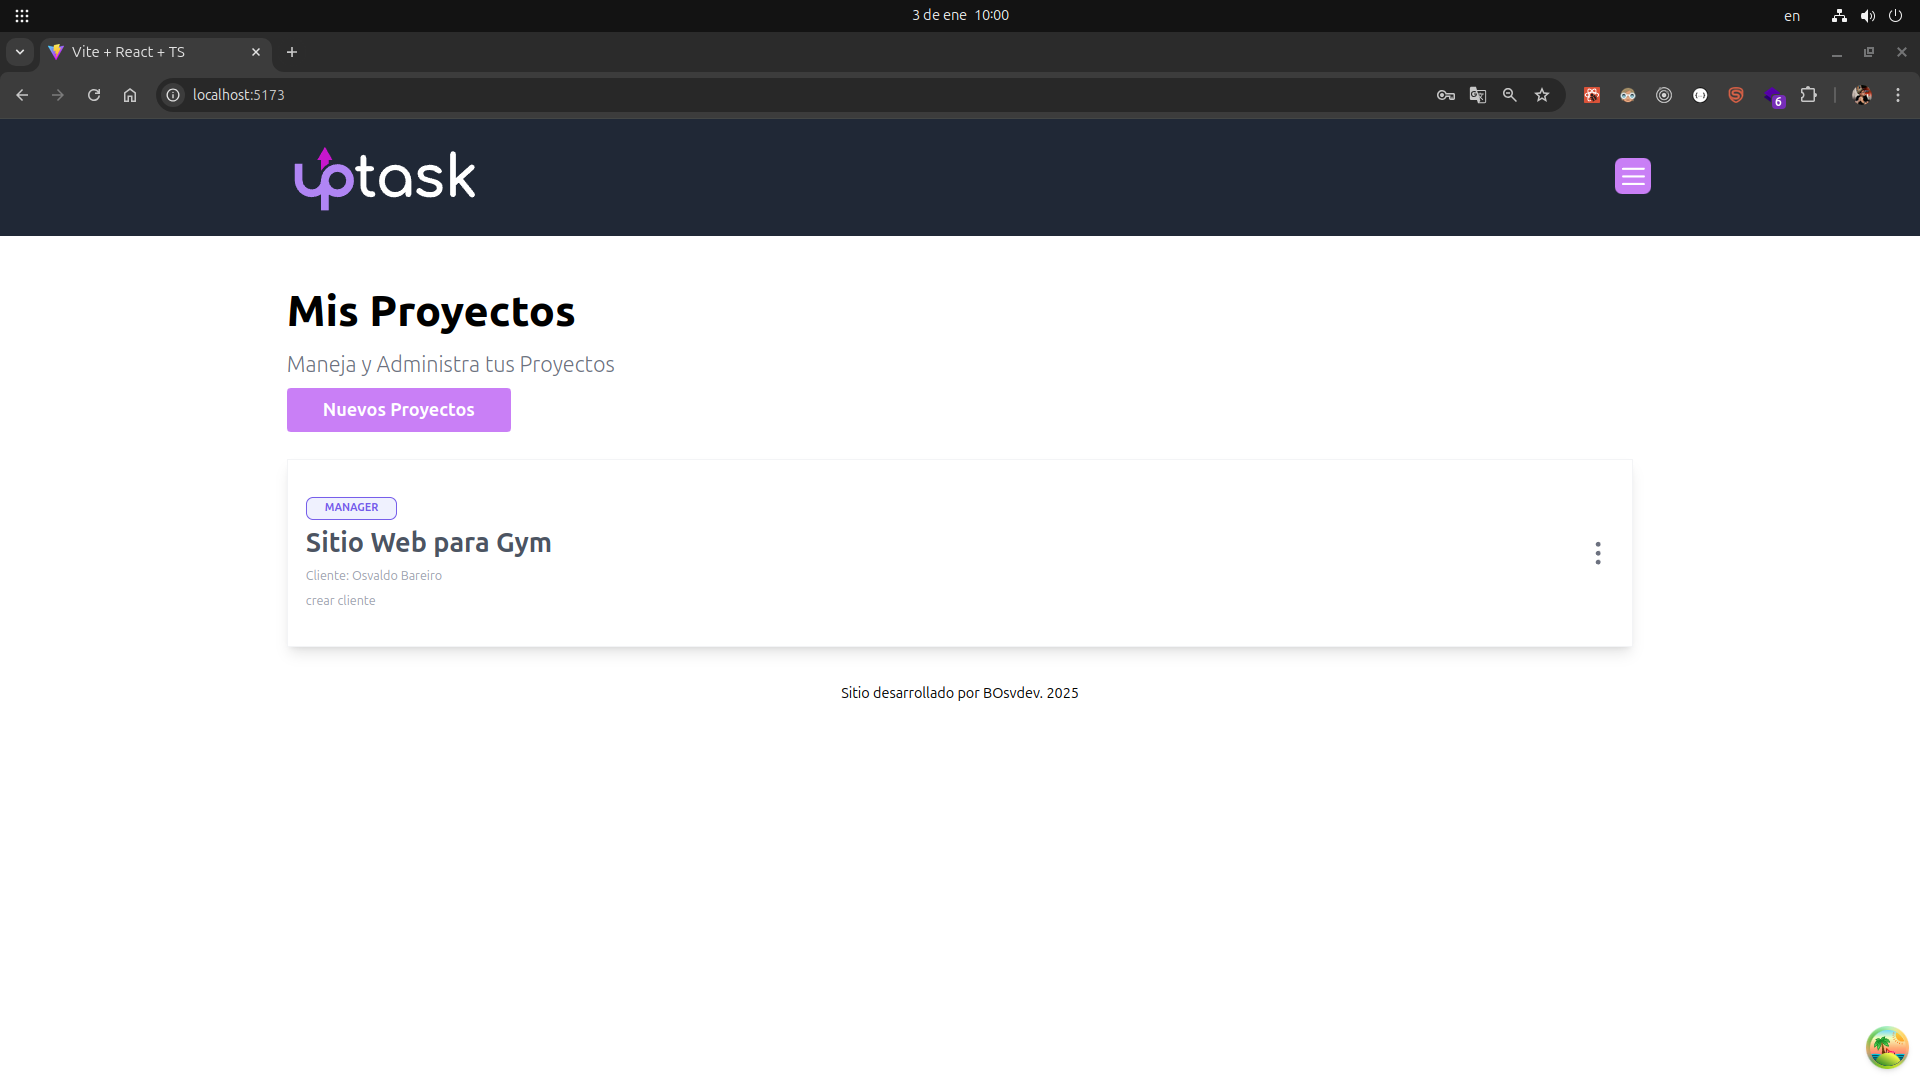 3 de ene 10:00
en
Vite + React + TS
localhost:5173
6
uptask
Mis Proyectos
Maneja y Administra tus Proyectos
Nuevos Proyectos
MANAGER
Sitio Web para Gym
Cliente: Osvaldo Bareiro
crear cliente
Sitio desarrollado por BOsvdev. 2025